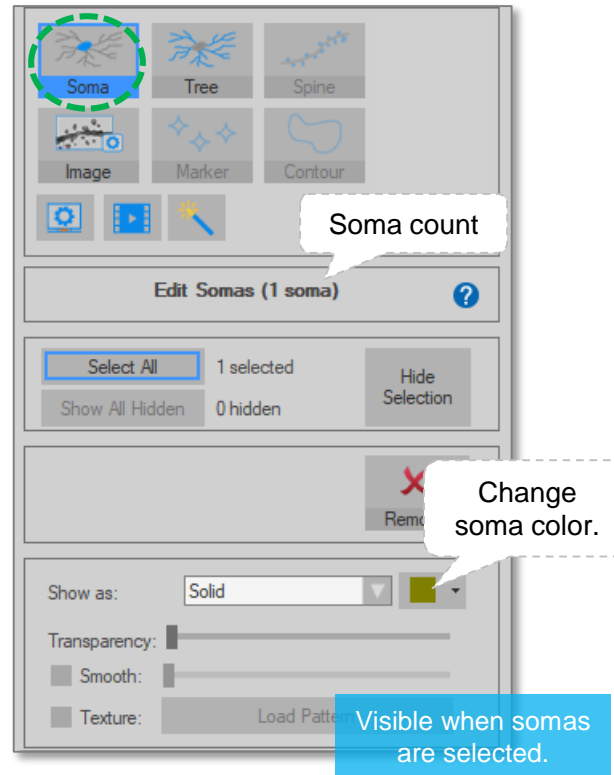 Soma Tree Spine
Image Marker Contour
Soma count
Edit Somas (1 soma) ?
Select All 1 selected
Hide
Selection
Show All Hidden 0 hidden
Change
soma color.
Show as: Solid
Transparency:
Smooth:
Texture:
Visible when somas
are selected.